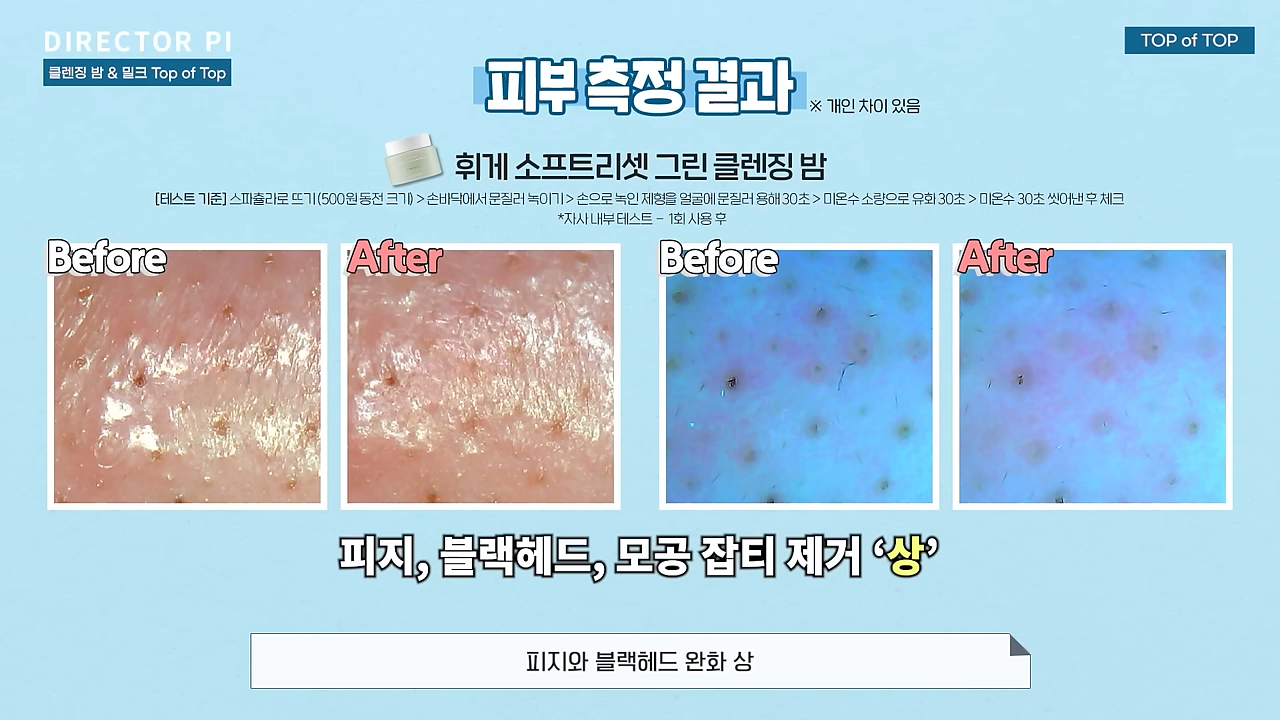 DIRECTOR PI
클렌징 밤 & 밀크 Top of Top
TOP of TOP
피부 측정 결과
※ 개인 차이 있음
휘게 소프트리셋 그린 클렌징 밤
[테스트 기준] 스파츌라로 뜨기 (500원 동전 크기) > 손바닥에서 문질러 녹이기 > 손으로 녹인 제형을 얼굴에 문질러 용해 30초 > 미온수 소량으로 유화 30초 > 미온수 30초 씻어낸 후 체크
*자사 내부 테스트 – 1회 사용 후
Before
After
Before
After
피지, 블랙헤드, 모공 잡티 제거 ‘상’
피지와 블랙헤드 완화 상